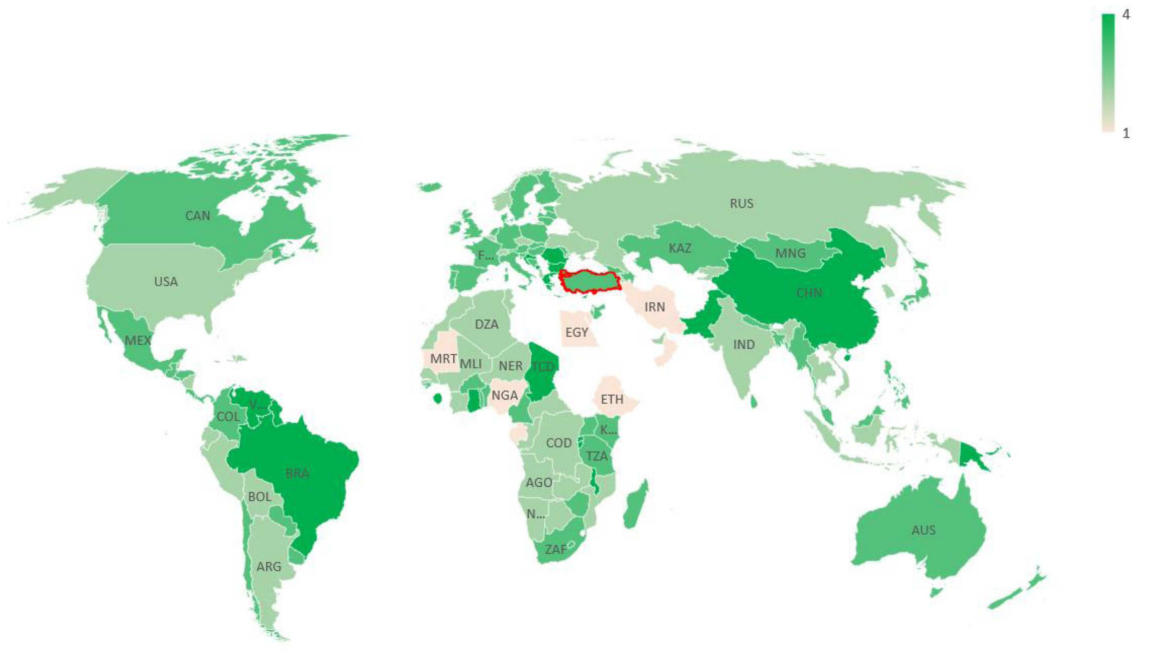 4
1
CAN
RUS
F...
KAZ
MNG
USA
CHN
IRN
MEX
DZA
EGY
IND
MRT
MLI
NER
TCD
NGA
ETH
V...
COL
K...
COD
TZA
BRA
AGO
BOL
N...
AUS
ZAF
ARG